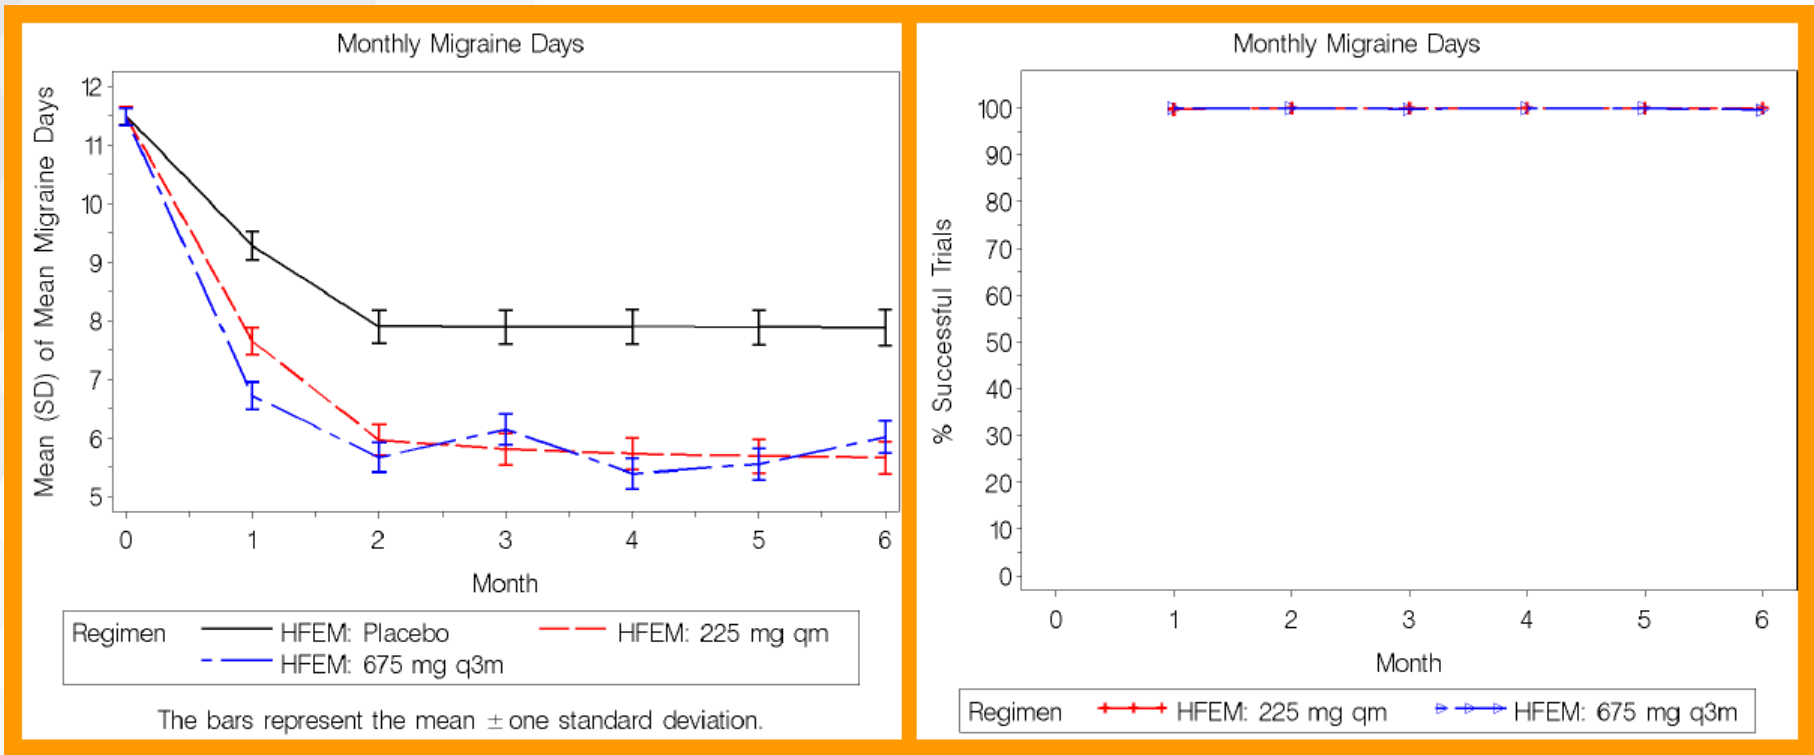 Monthly Migraine Days
Mean (SD) of Mean Migraine Days
12
11
10
9
8
7
6
5
0 1 2 3 4 5 6
Month
Regimen HFEM: Placebo HFEM: 225 mg qm
HFEM: 675 mg q3m
The bars represent the mean ± one standard deviation.
Monthly Migraine Days
% Successful Trials
100
90
80
70
60
50
40
30
20
10
0
0 1 2 3 4 5 6
Month
Regimen HFEM: 225 mg qm HFEM: 675 mg q3m